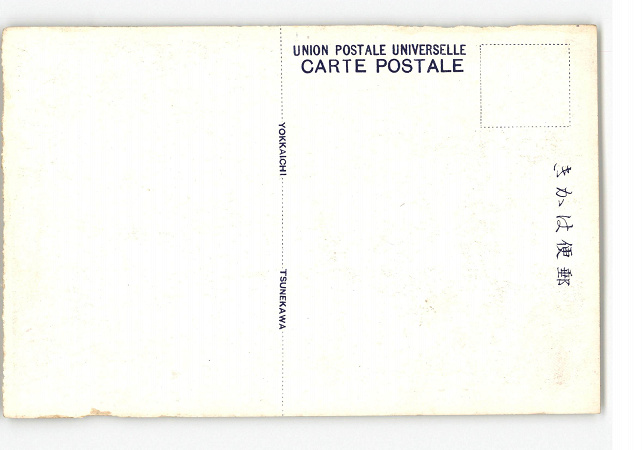 UNION POSTALE UNIVERSELLE
CARTE POSTALE
YOKKAICHI
TSUNEKAWA
きかは便郵